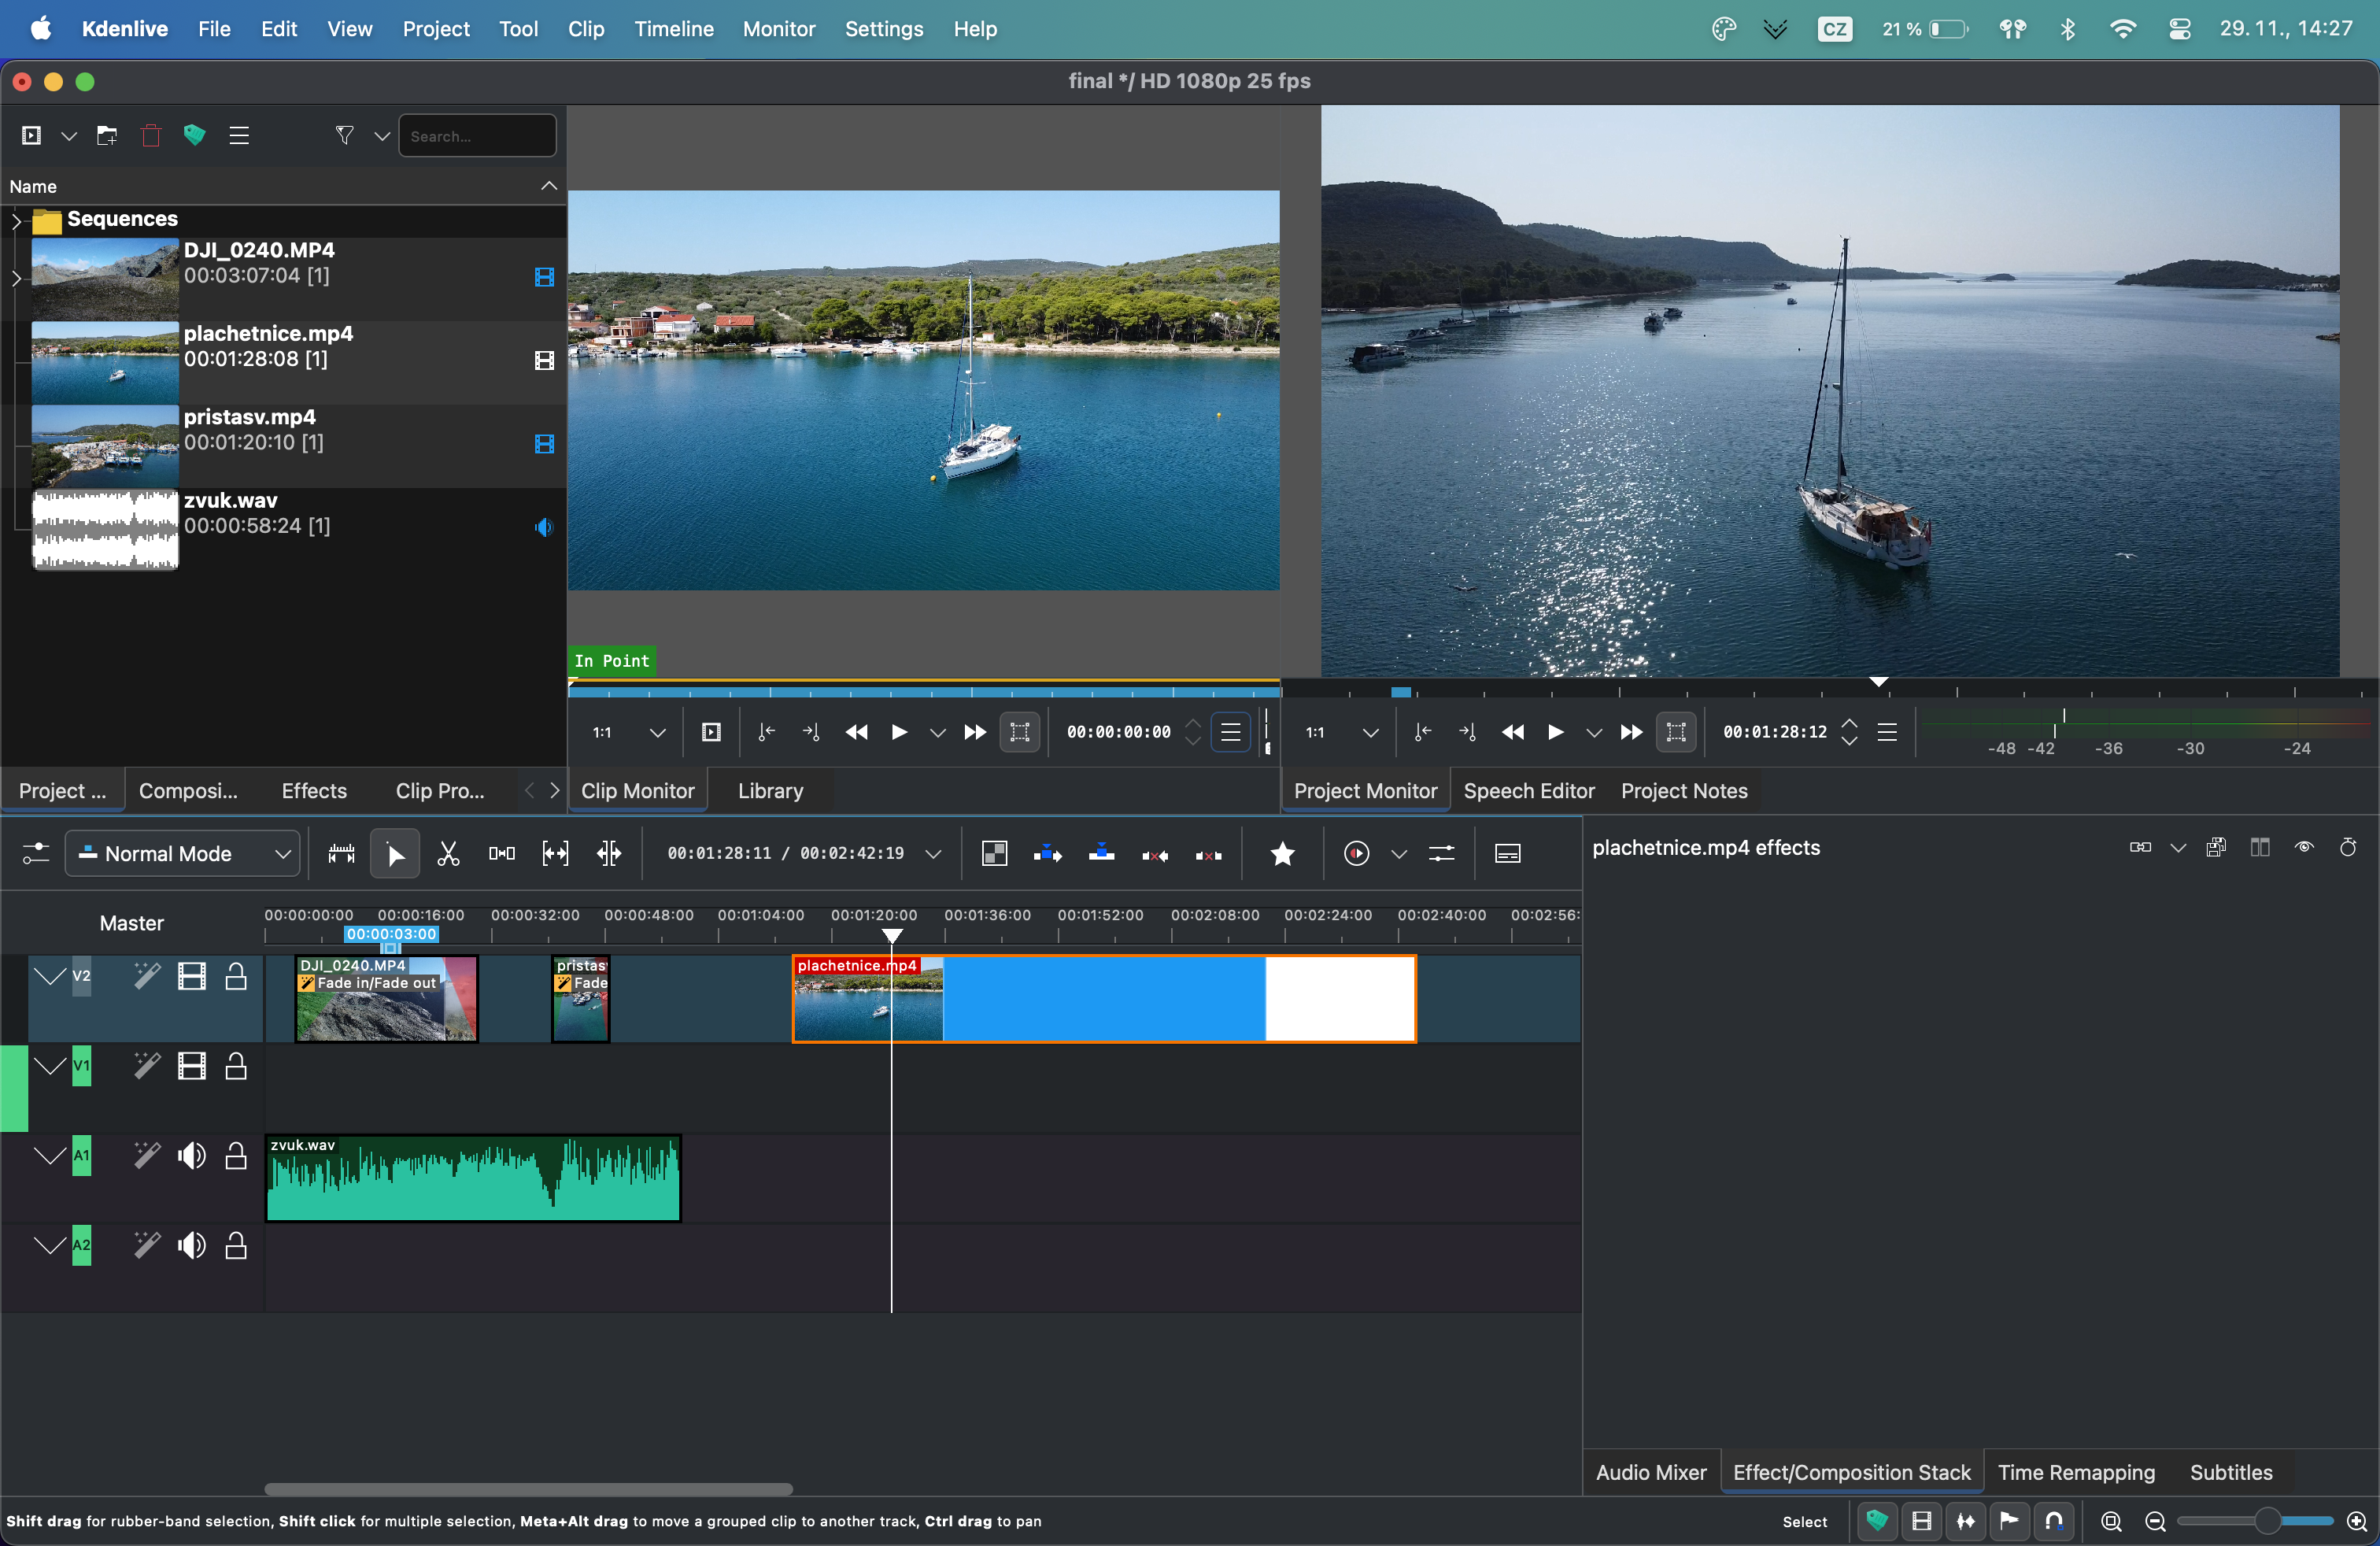 Kdenlive File Edit View Project Tool Clip Timeline Monitor Settings Help CZ 21 % 29. 11., 14:27
final */ HD 1080p 25 fps
Search...
Name
Sequences
DJI_0240.MP4
00:03:07:04 [1]
plachetnice.mp4
00:01:28:08 [1]
pristasv.mp4
00:01:20:10 [1]
zvuk.wav
00:00:58:24 [1]
In Point
1:1 00:00:00:00
1:1 00:01:28:12
-48 -42 -36 -30 -24
Project ... Composi... Effects Clip Pro... Clip Monitor Library Project Monitor Speech Editor Project Notes
Normal Mode 00:01:28:11 / 00:02:42:19
plachetnice.mp4 effects
Master
00:00:00:00 00:00:16:00 00:00:32:00 00:00:48:00 00:01:04:00 00:01:20:00 00:01:36:00 00:01:52:00 00:02:08:00 00:02:24:00 00:02:40:00 00:02:56:
00:00:03:00
V2
DJI_0240.MP4
Fade in/Fade out
pristas
Fade
plachetnice.mp4
V1
A1
zvuk.wav
A2
Audio Mixer Effect/Composition Stack Time Remapping Subtitles
Shift drag for rubber-band selection, Shift click for multiple selection, Meta+Alt drag to move a grouped clip to another track, Ctrl drag to pan
Select